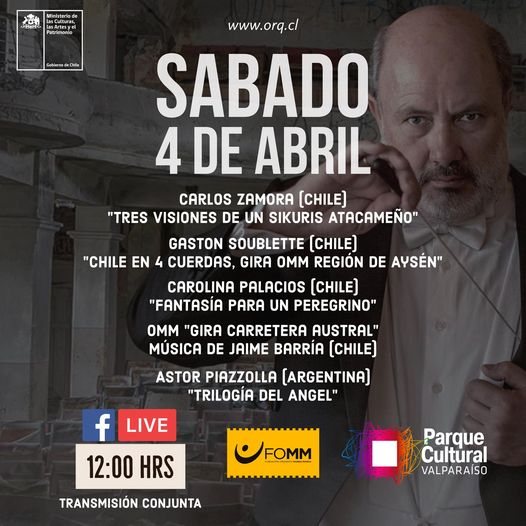 www.orq.cl
Ministerio de
las Culturas,
las Artes y el
Patrimonio
Gobierno de Chile
SABADO
4 DE ABRIL
CARLOS ZAMORA (CHILE)
"TRES VISIONES DE UN SIKURIS ATACAMEÑO"
GASTON SOUBLETTE (CHILE)
"CHILE EN 4 CUERDAS, GIRA OMM REGIÓN DE AYSÉN"
CAROLINA PALACIOS (CHILE)
"FANTASÍA PARA UN PEREGRINO"
OMM "GIRA CARRETERA AUSTRAL"
MÚSICA DE JAIME BARRÍA (CHILE)
ASTOR PIAZZOLLA (ARGENTINA)
"TRILOGÍA DEL ANGEL"
f LIVE
12:00 HRS
TRANSMISIÓN CONJUNTA
FOMM
Parque
Cultural
VALPARAÍSO